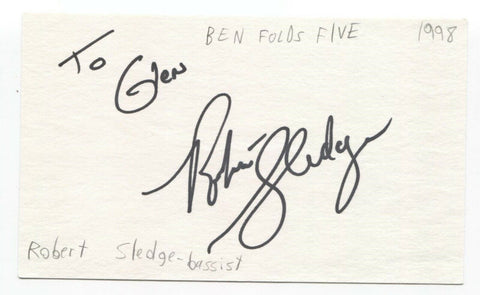 BEN FOLDS FIVE 1998
To
Glen
Robert Sledge
Robert Sledge-bassist